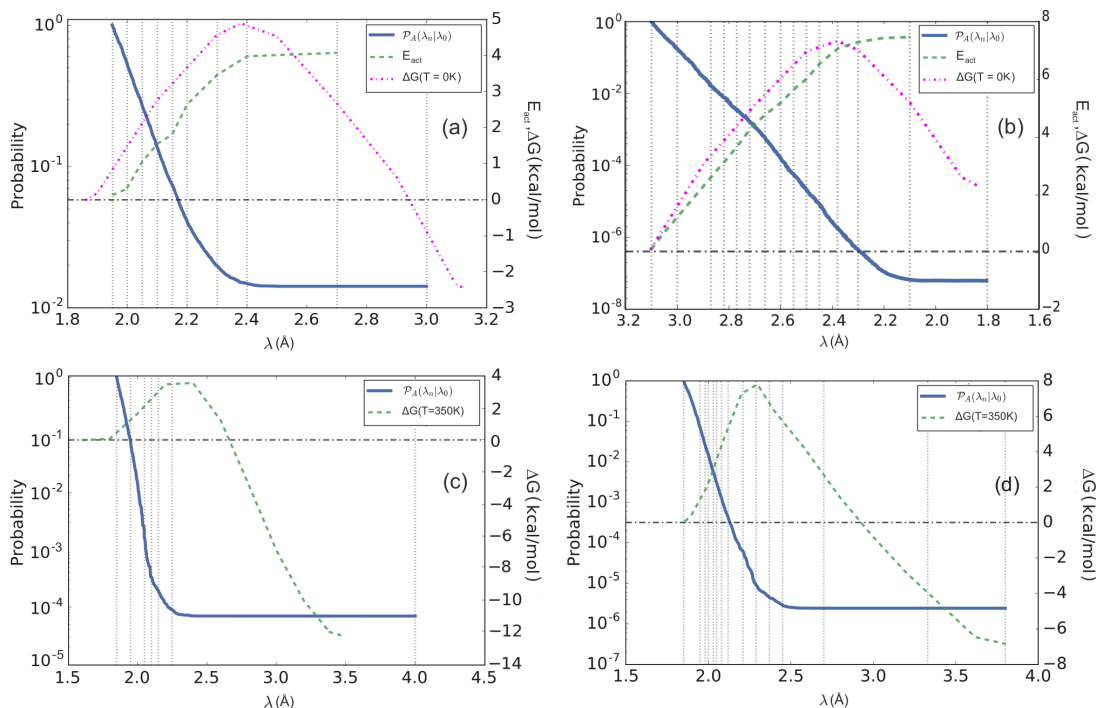 10⁰
10⁻¹
10⁻²
Probability
1.8 2.0 2.2 2.4 2.6 2.8 3.0 3.2
λ (Å)
5
4
3
2
1
0
−1
−2
−3
E_act, ΔG (kcal/mol)
𝒫_A(λ_n|λ_0)
E_act
ΔG(T = 0K)
(a)
10⁰
10⁻²
10⁻⁴
10⁻⁶
10⁻⁸
Probability
3.2 3.0 2.8 2.6 2.4 2.2 2.0 1.8 1.6
λ (Å)
8
6
4
2
0
−2
E_act, ΔG (kcal/mol)
𝒫_A(λ_n|λ_0)
E_act
ΔG(T = 0K)
(b)
10⁰
10⁻¹
10⁻²
10⁻³
10⁻⁴
10⁻⁵
Probability
1.5 2.0 2.5 3.0 3.5 4.0 4.5
λ (Å)
4
2
0
−2
−4
−6
−8
−10
−12
−14
ΔG (kcal/mol)
𝒫_A(λ_n|λ_0)
ΔG(T=350K)
(c)
10⁰
10⁻¹
10⁻²
10⁻³
10⁻⁴
10⁻⁵
10⁻⁶
10⁻⁷
Probability
1.5 2.0 2.5 3.0 3.5 4.0
λ (Å)
8
6
4
2
0
−2
−4
−6
−8
ΔG (kcal/mol)
𝒫_A(λ_n|λ_0)
ΔG(T=350K)
(d)